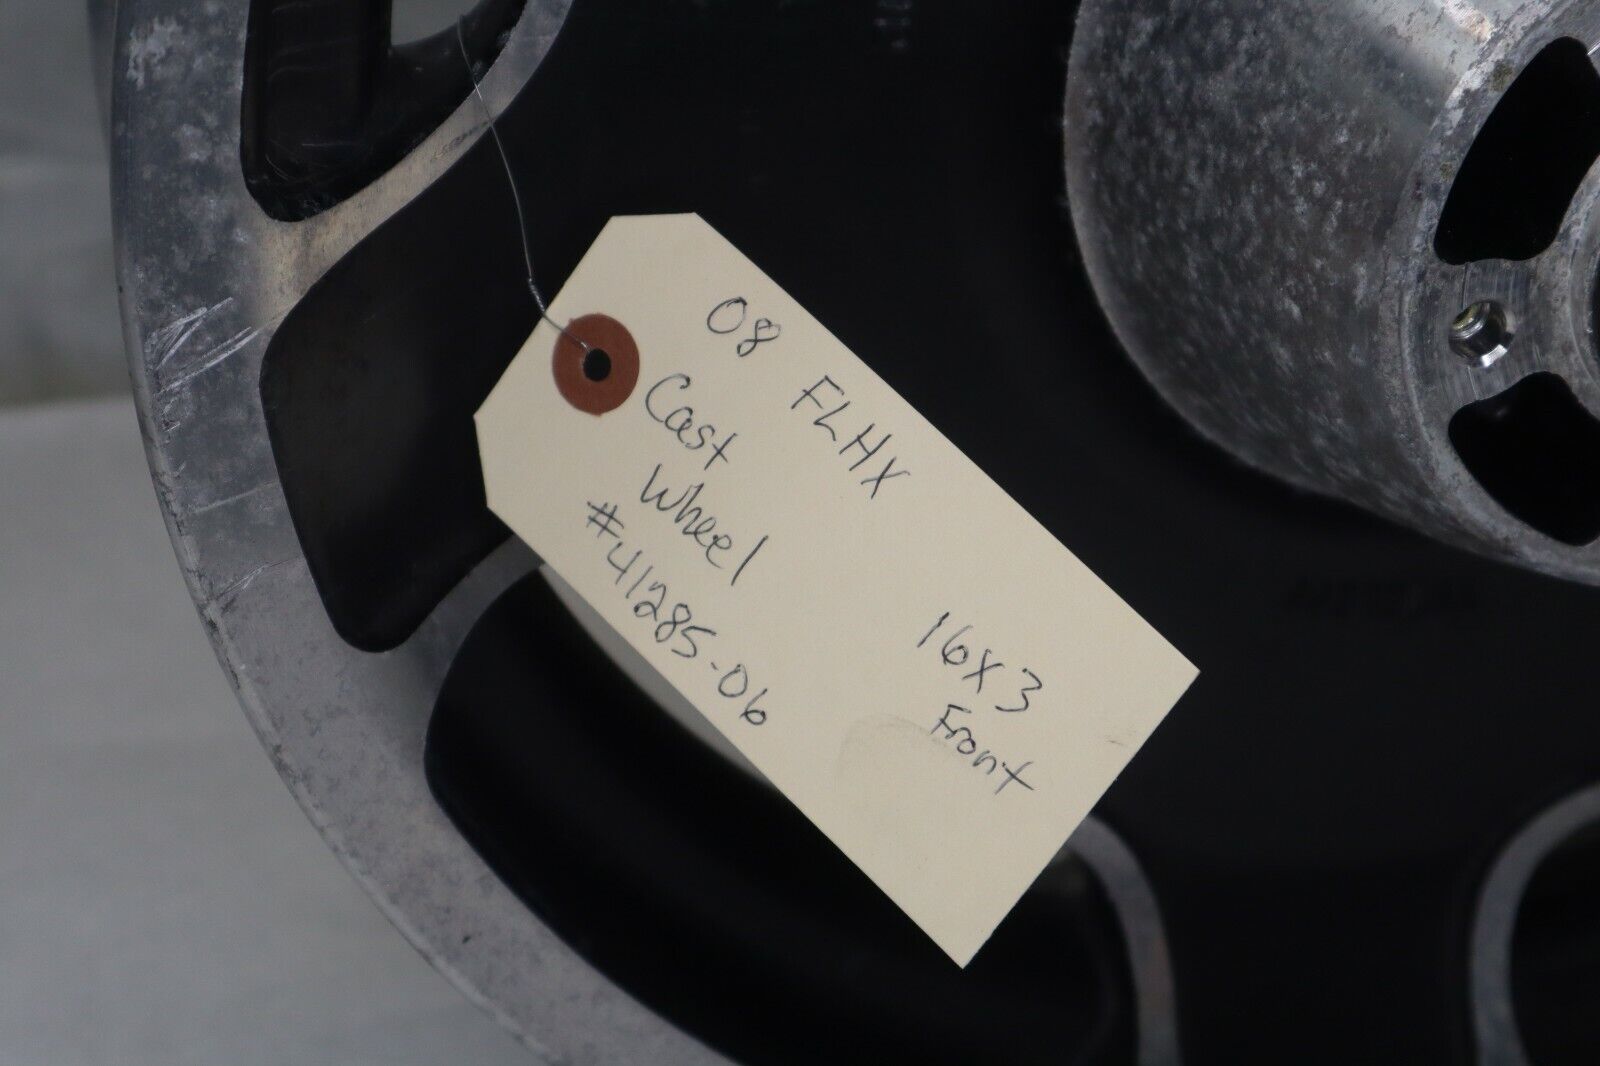 08 FLHX
Cast
Wheel
#41285-06
16X3
Front